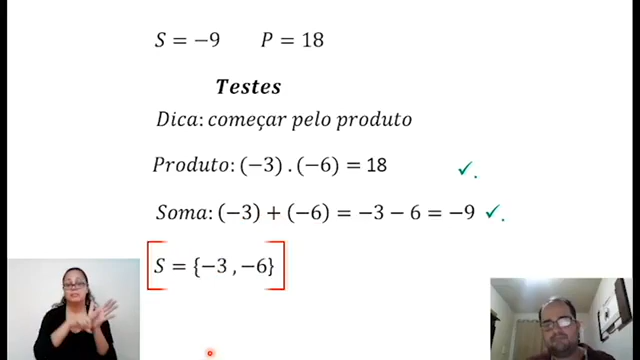 S = −9 P = 18
Testes
Dica: começar pelo produto
Produto: (−3) . (−6) = 18 ✓.
Soma: (−3) + (−6) = −3 − 6 = −9 ✓.
S = {−3 , −6}